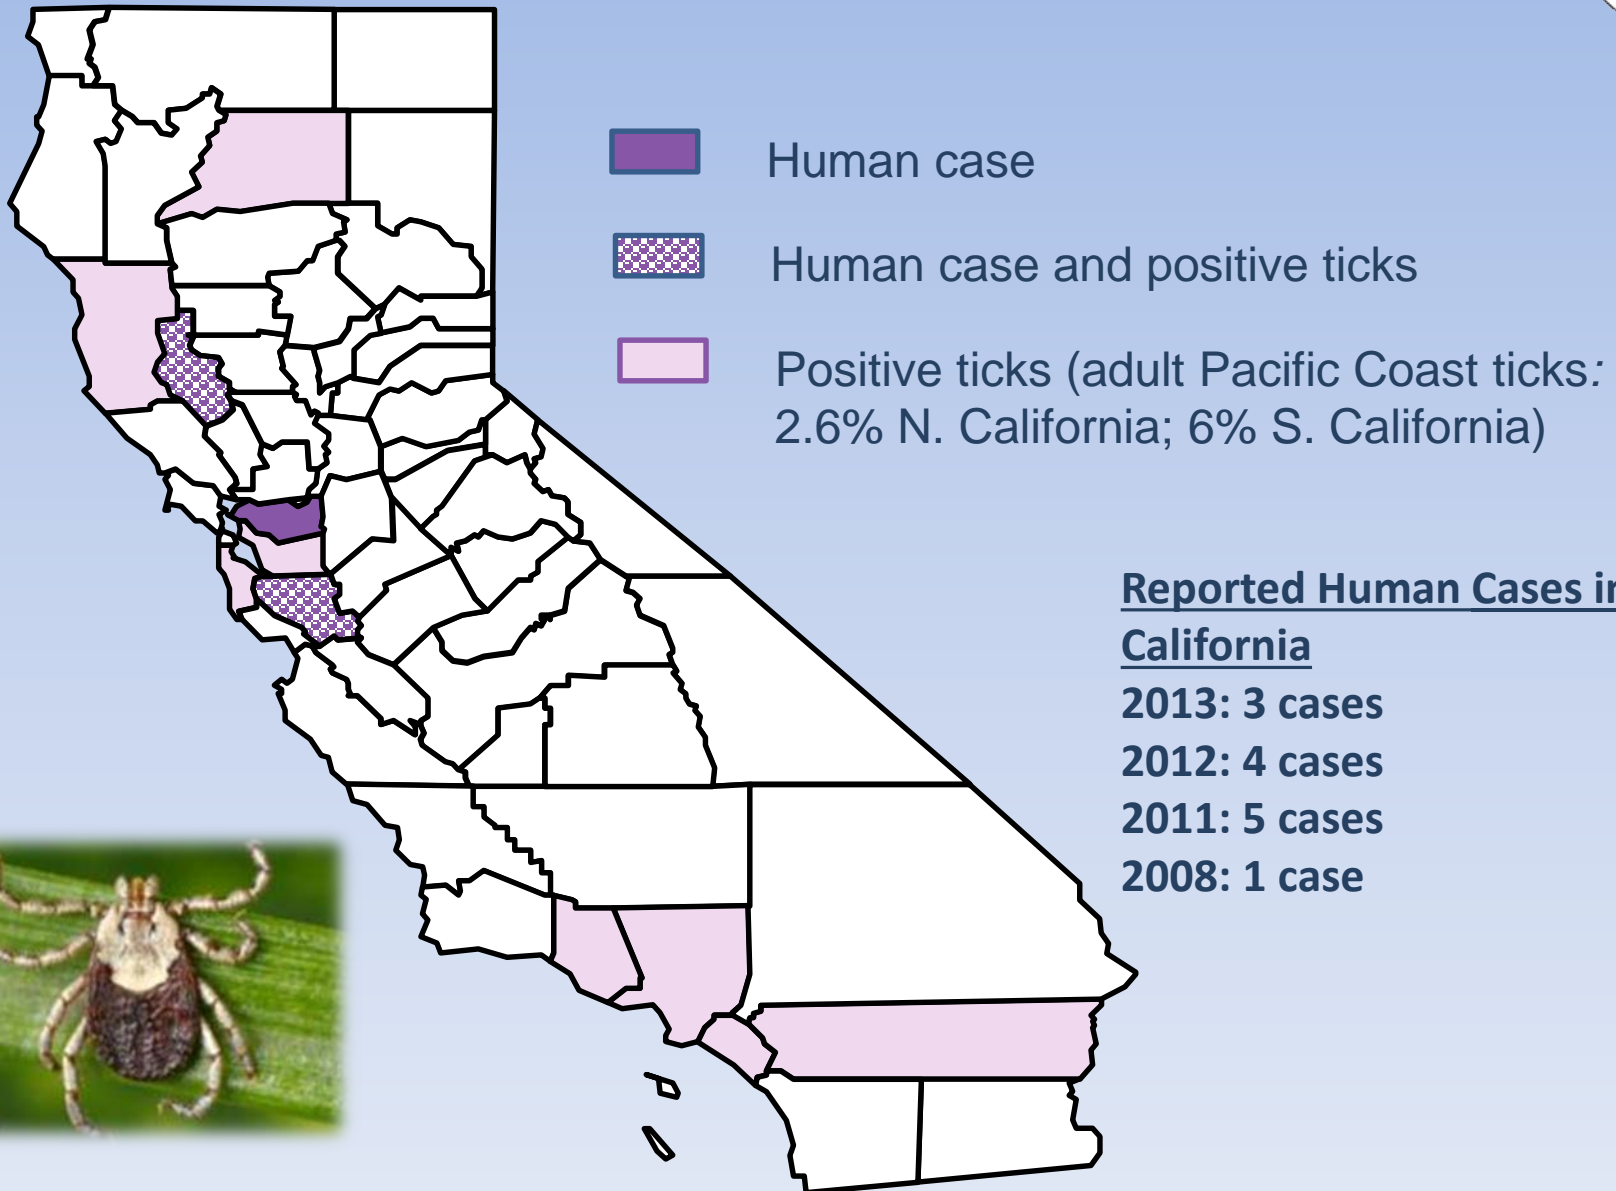 Human case
Human case and positive ticks
Positive ticks (adult Pacific Coast ticks:
2.6% N. California; 6% S. California)
Reported Human Cases in
California
2013: 3 cases
2012: 4 cases
2011: 5 cases
2008: 1 case